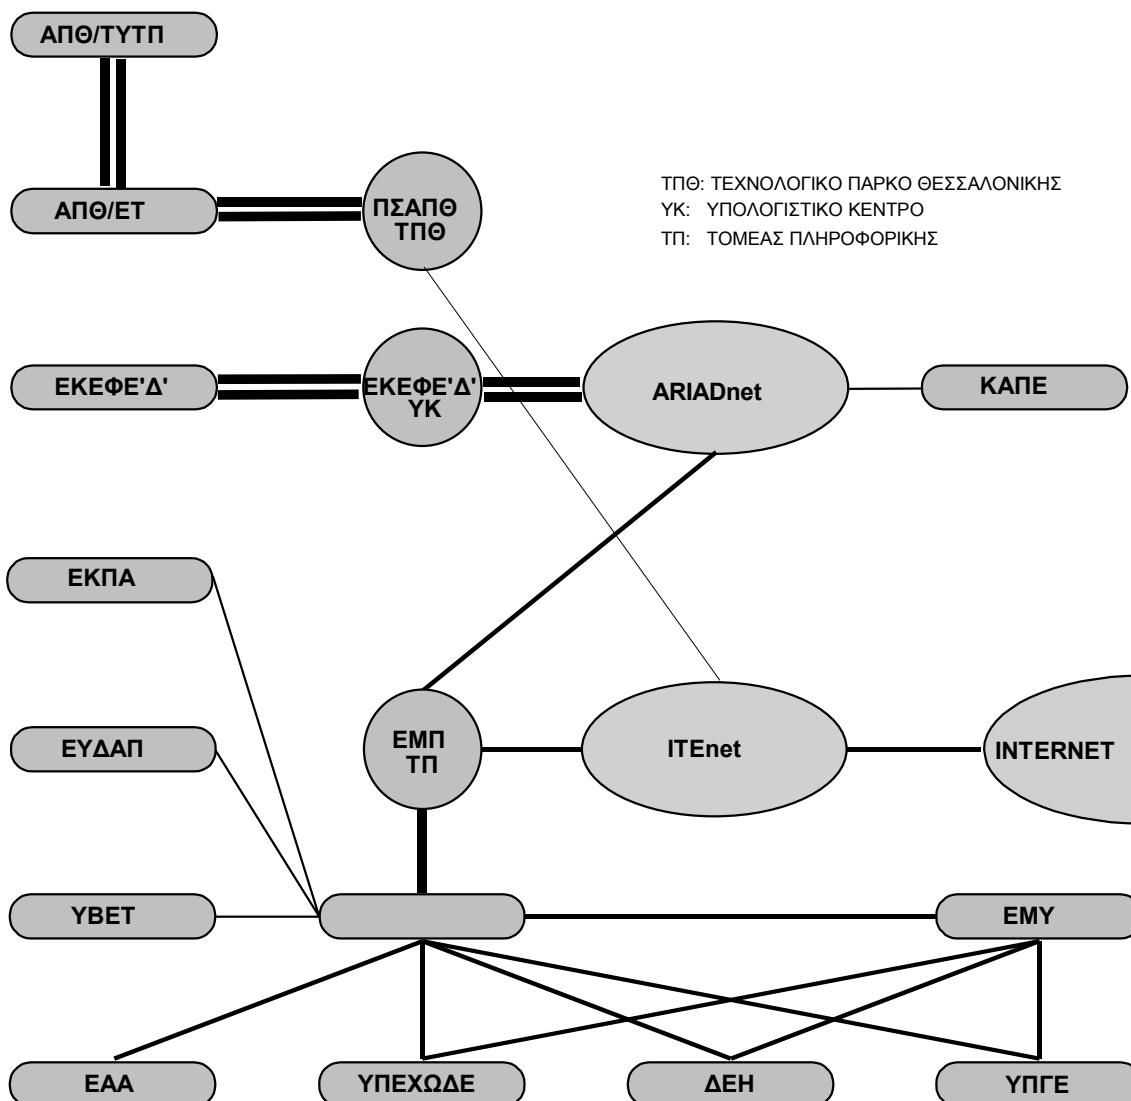 ΑΠΘ/ΤΥΤΠ
ΑΠΘ/ΕΤ
ΠΣΑΠΘ
ΤΠΘ
ΤΠΘ: ΤΕΧΝΟΛΟΓΙΚΟ ΠΑΡΚΟ ΘΕΣΣΑΛΟΝΙΚΗΣ
ΥΚ: ΥΠΟΛΟΓΙΣΤΙΚΟ ΚΕΝΤΡΟ
ΤΠ: ΤΟΜΕΑΣ ΠΛΗΡΟΦΟΡΙΚΗΣ
ΕΚΕΦΕ'Δ'
ΕΚΕΦΕ'Δ'
ΥΚ
ARIADnet
ΚΑΠΕ
ΕΚΠΑ
ΕΥΔΑΠ
ΕΜΠ
ΤΠ
ITEnet
INTERNET
ΥΒΕΤ
ΕΜΥ
ΕΑΑ
ΥΠΕΧΩΔΕ
ΔΕΗ
ΥΠΓΕ